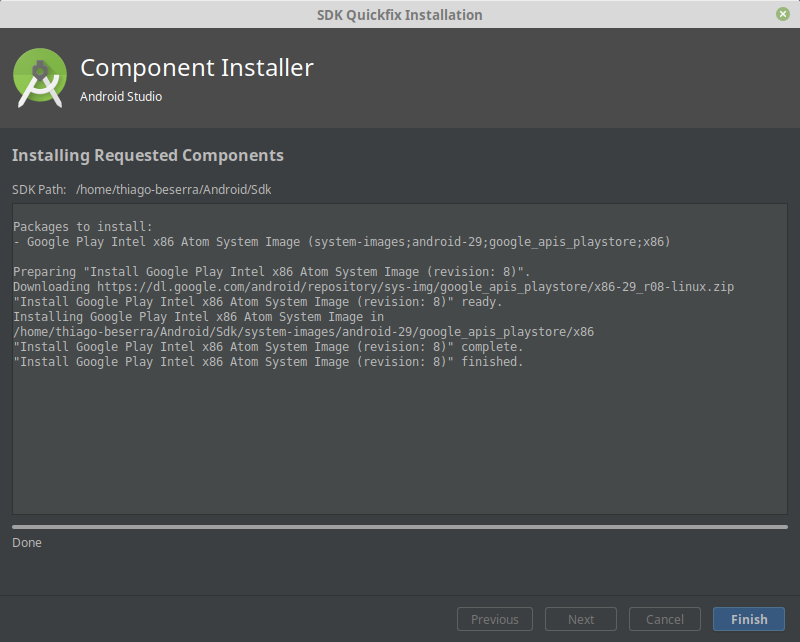 SDK Quickfix Installation
Component Installer
Android Studio
Installing Requested Components
SDK Path: /home/thiago-beserra/Android/Sdk
Packages to install:
- Google Play Intel x86 Atom System Image (system-images;android-29;google_apis_playstore;x86)
Preparing "Install Google Play Intel x86 Atom System Image (revision: 8)".
Downloading https://dl.google.com/android/repository/sys-img/google_apis_playstore/x86-29_r08-linux.zip
"Install Google Play Intel x86 Atom System Image (revision: 8)" ready.
Installing Google Play Intel x86 Atom System Image in
/home/thiago-beserra/Android/Sdk/system-images/android-29/google_apis_playstore/x86
"Install Google Play Intel x86 Atom System Image (revision: 8)" complete.
"Install Google Play Intel x86 Atom System Image (revision: 8)" finished.
Done
Previous Next Cancel Finish